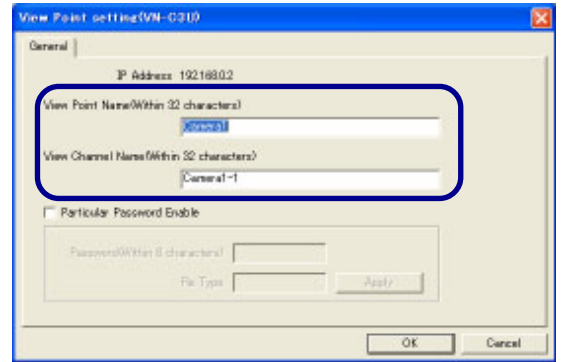 View Point setting(VN-C3U)
General
IP Address 192.168.0.2
View Point Name(Within 32 characters)
Camera1
View Channel Name(Within 32 characters)
Camera1-1
Particular Password Enable
Password(Within 8 characters)
Re Type
Apply
OK
Cancel